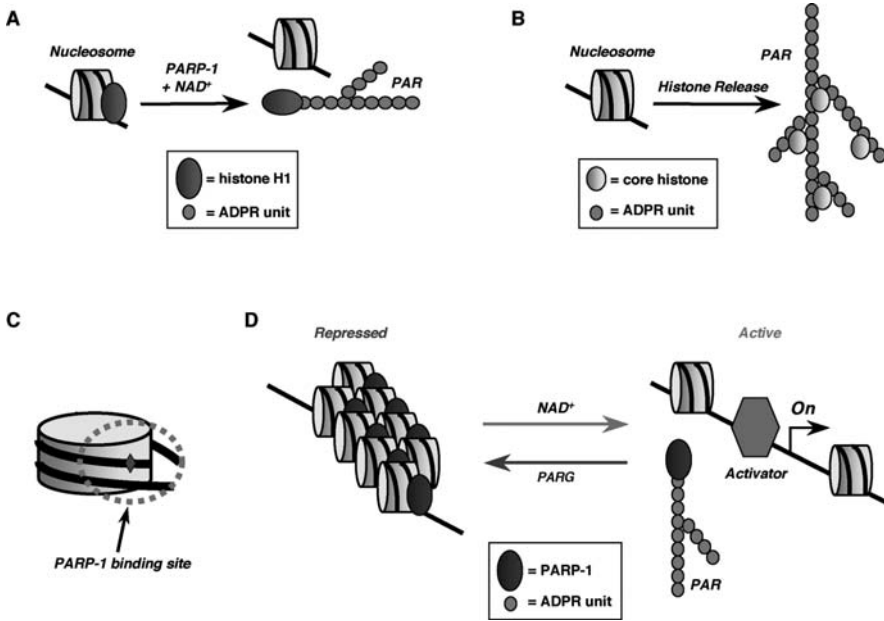 A
Nucleosome
PARP-1
+ NAD⁺
PAR
= histone H1
= ADPR unit
B
Nucleosome
Histone Release
PAR
= core histone
= ADPR unit
C
PARP-1 binding site
D
Repressed
NAD⁺
PARG
Active
On
Activator
PAR
= PARP-1
= ADPR unit